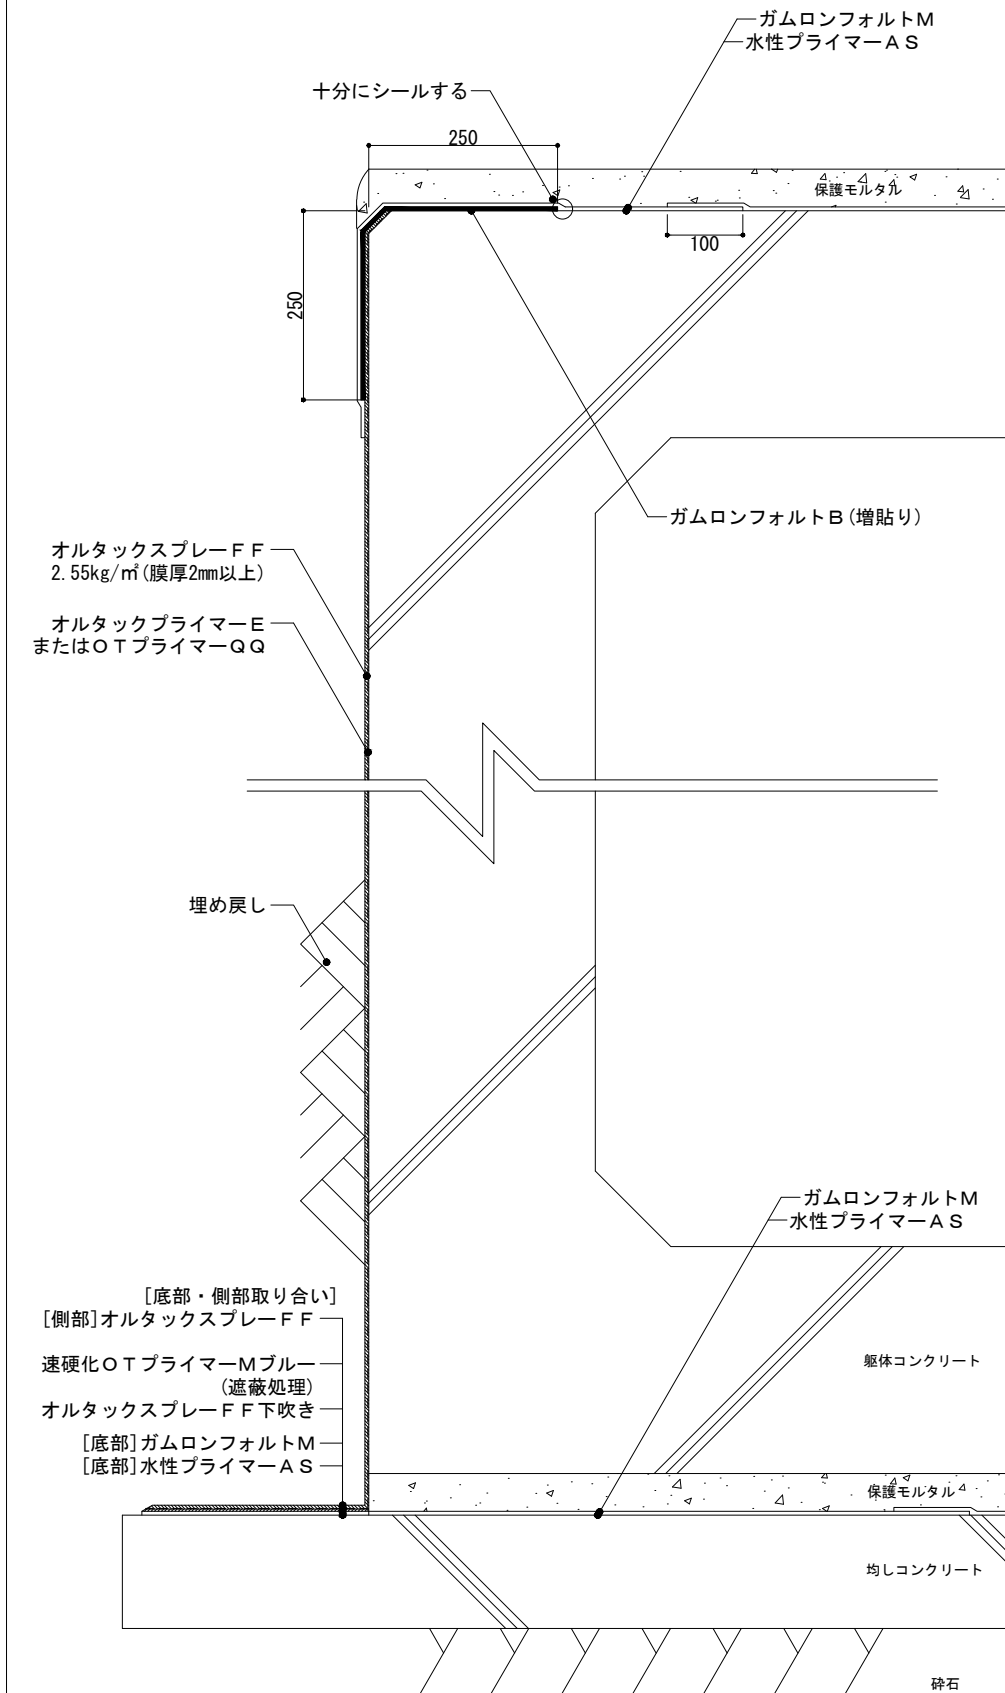 ガムロンフォルトM
水性プライマーAS
十分にシールする
250
保護モルタル
100
250
ガムロンフォルトB(増貼り)
オルタックスプレーFF
2.55kg/㎡(膜厚2mm以上)
オルタックプライマーE
またはOTプライマーQQ
埋め戻し
ガムロンフォルトM
水性プライマーAS
[底部・側部取り合い]
[側部]オルタックスプレーFF
速硬化OTプライマーMブルー
(遮蔽処理)
オルタックスプレーFF下吹き
[底部]ガムロンフォルトM
[底部]水性プライマーAS
躯体コンクリート
保護モルタル
均しコンクリート
砕石